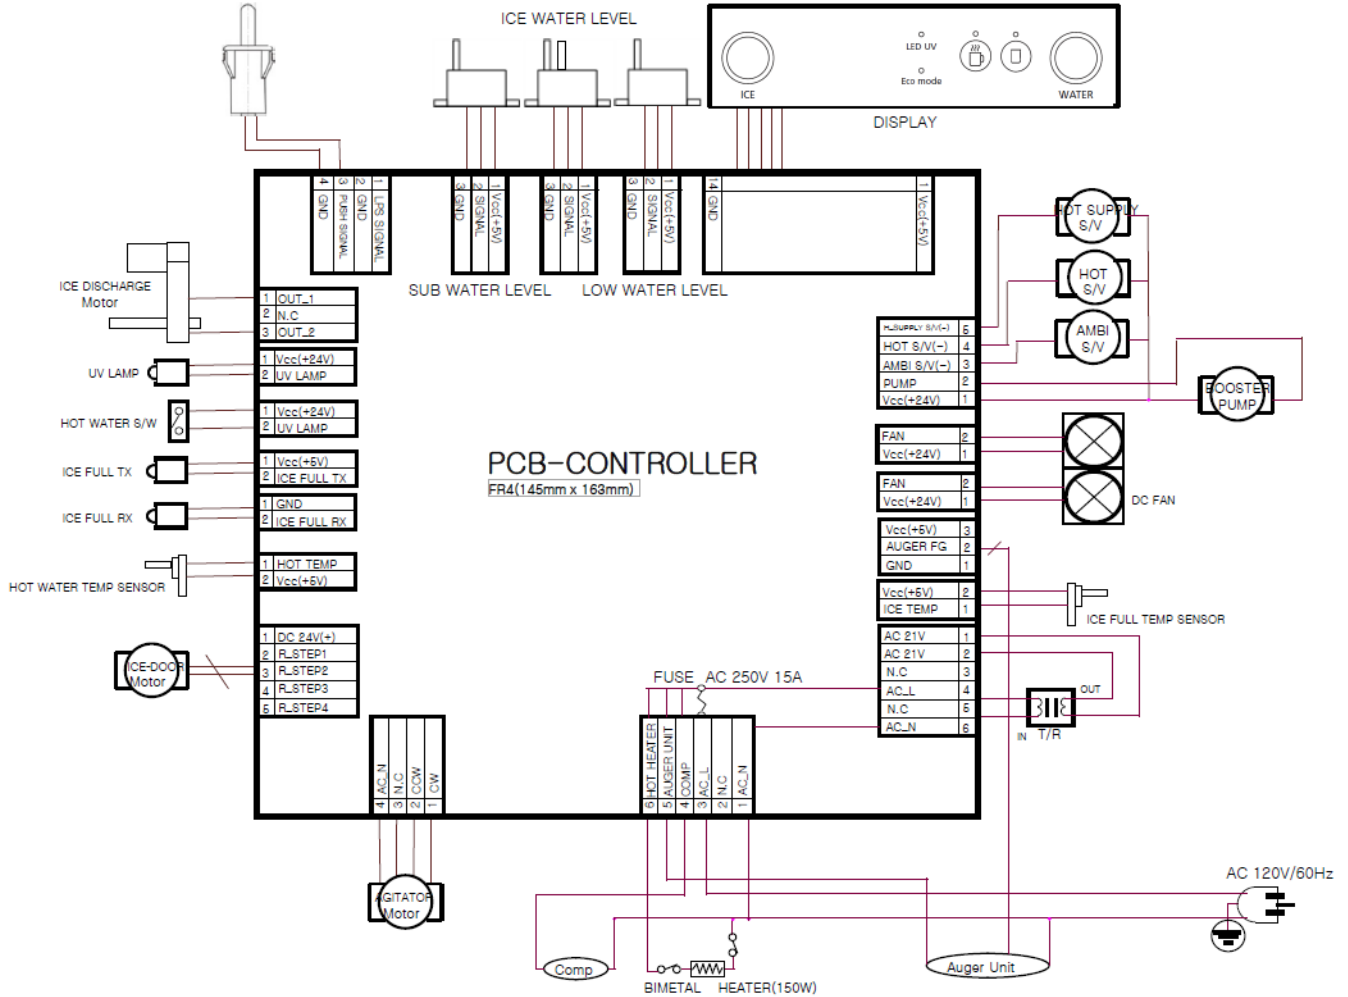 ICE WATER LEVEL
LED UV
Eco mode
ICE
WATER
DISPLAY
4 GND
3 PUSH SIGNAL
2 GND
1 LPS SIGNAL
3 GND
2 SIGNAL
1 Vcc(+5V)
3 GND
2 SIGNAL
1 Vcc(+5V)
3 GND
2 SIGNAL
1 Vcc(+5V)
14 GND
1 Vcc(+5V)
SUB WATER LEVEL
LOW WATER LEVEL
ICE DISCHARGE
Motor
1 OUT_1
2 N.C
3 OUT_2
UV LAMP
1 Vcc(+24V)
2 UV LAMP
HOT WATER S/W
1 Vcc(+24V)
2 UV LAMP
ICE FULL TX
1 Vcc(+5V)
2 ICE FULL TX
ICE FULL RX
1 GND
2 ICE FULL RX
HOT WATER TEMP SENSOR
1 HOT TEMP
2 Vcc(+5V)
ICE-DOOR
Motor
1 DC 24V(+)
2 R_STEP1
3 R_STEP2
4 R_STEP3
5 R_STEP4
PCB-CONTROLLER
FR4(145mm x 163mm)
HOT SUPPLY
S/V
HOT
S/V
AMBI
S/V
BOOSTER
PUMP
H_SUPPLY S/V(-) 5
HOT S/V(-) 4
AMBI S/V(-) 3
PUMP 2
Vcc(+24V) 1
FAN 2
Vcc(+24V) 1
FAN 2
Vcc(+24V) 1
DC FAN
Vcc(+5V) 3
AUGER FG 2
GND 1
Vcc(+5V) 2
ICE TEMP 1
ICE FULL TEMP SENSOR
AC 21V 1
AC 21V 2
N.C 3
AC_L 4
N.C 5
AC_N 6
OUT
IN
T/R
FUSE AC 250V 15A
4 AC_N
3 N.C
2 CCW
1 CW
6 HOT HEATER
5 AUGER UNIT
4 COMP
3 AC_L
2 N.C
1 AC_N
AGITATOR
Motor
AC 120V/60Hz
Comp
BIMETAL
HEATER(150W)
Auger Unit